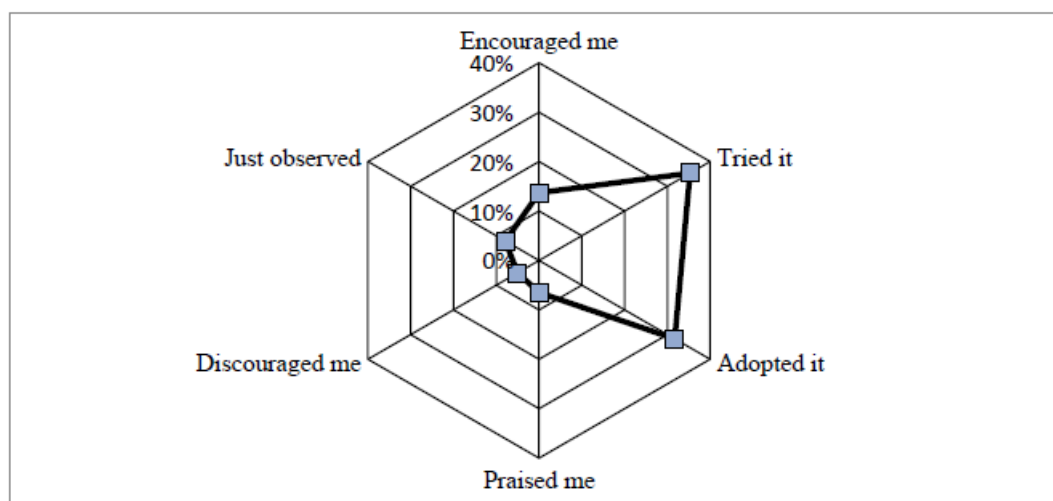 Encouraged me
40%
30%
Just observed
Tried it
20%
10%
0%
Discouraged me
Adopted it
Praised me